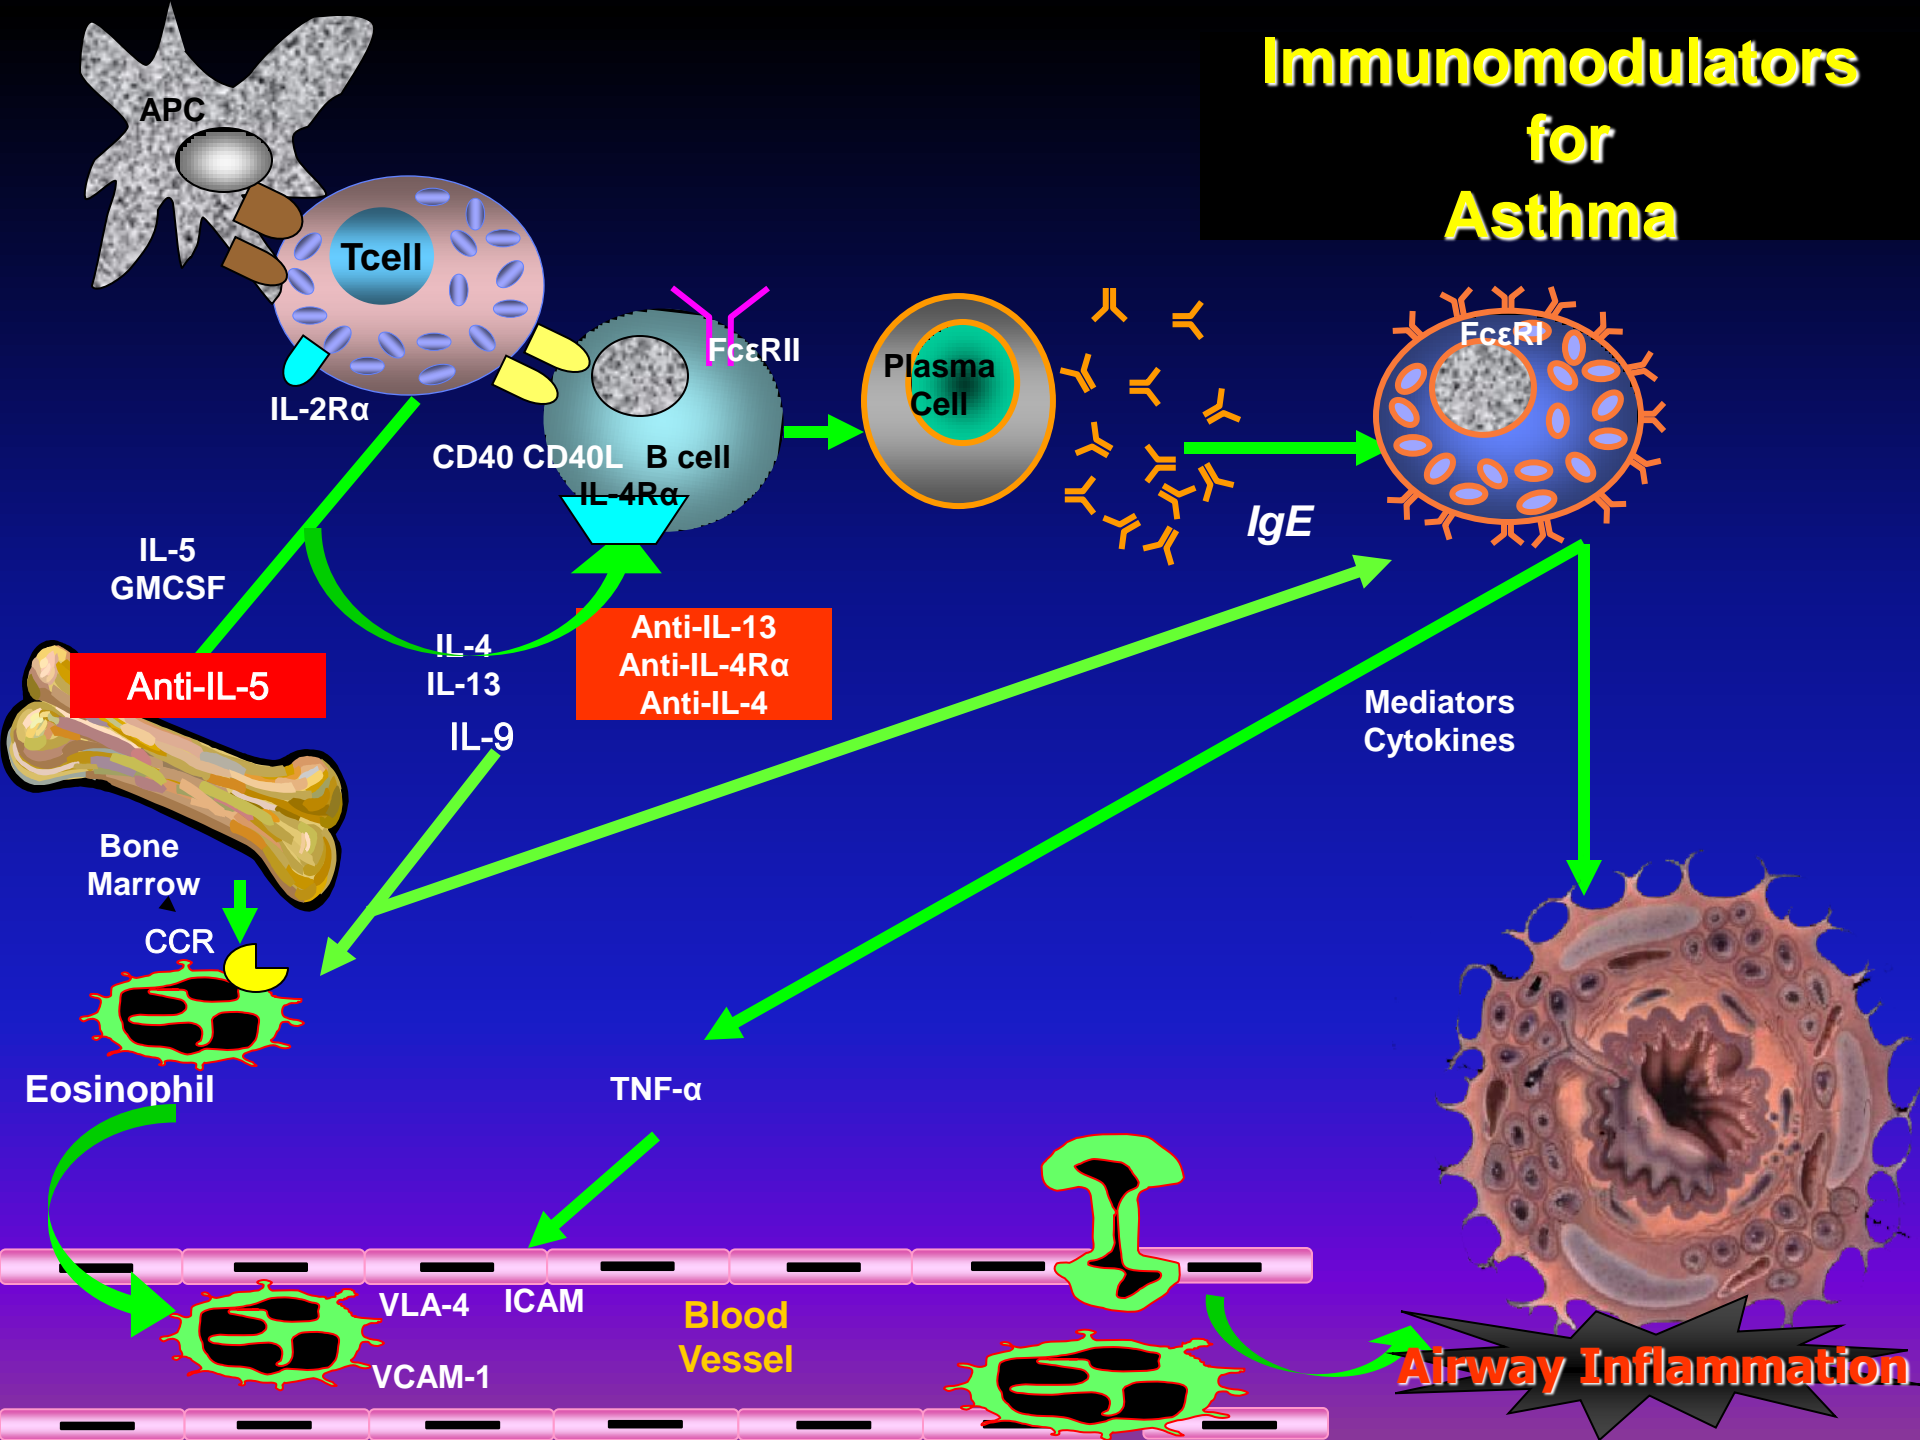 Immunomodulators
for
Asthma
APC
Tcell
IL-2Rα
FcεRII
CD40 CD40L
B cell
IL-4Rα
Plasma
Cell
IgE
FcεRI
IL-5
GMCSF
Anti-IL-5
IL-4
IL-13
IL-9
Anti-IL-13
Anti-IL-4Rα
Anti-IL-4
Mediators
Cytokines
Bone
Marrow
CCR
Eosinophil
TNF-α
VLA-4
ICAM
VCAM-1
Blood
Vessel
Airway Inflammation